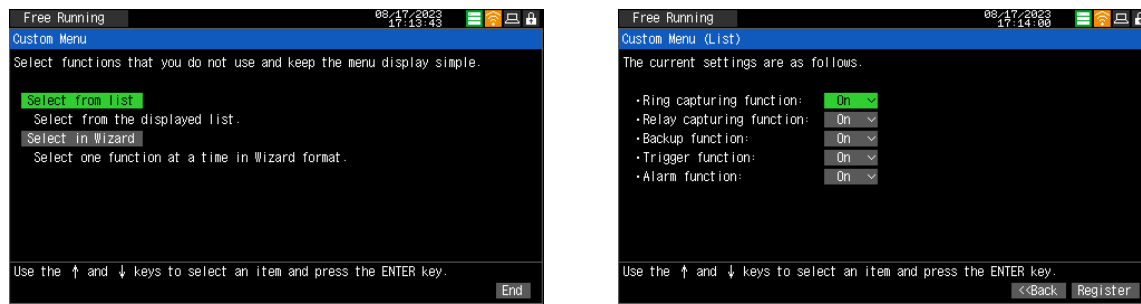 Free Running
08/17/2023
17:13:43
Custom Menu
Select functions that you do not use and keep the menu display simple.
Select from list
Select from the displayed list.
Select in Wizard
Select one function at a time in Wizard format.
Use the ↑ and ↓ keys to select an item and press the ENTER key.
End
Free Running
08/17/2023
17:14:00
Custom Menu (List)
The current settings are as follows.
・Ring capturing function: On
・Relay capturing function: On
・Backup function: On
・Trigger function: On
・Alarm function: On
Use the ↑ and ↓ keys to select an item and press the ENTER key.
<<Back Register